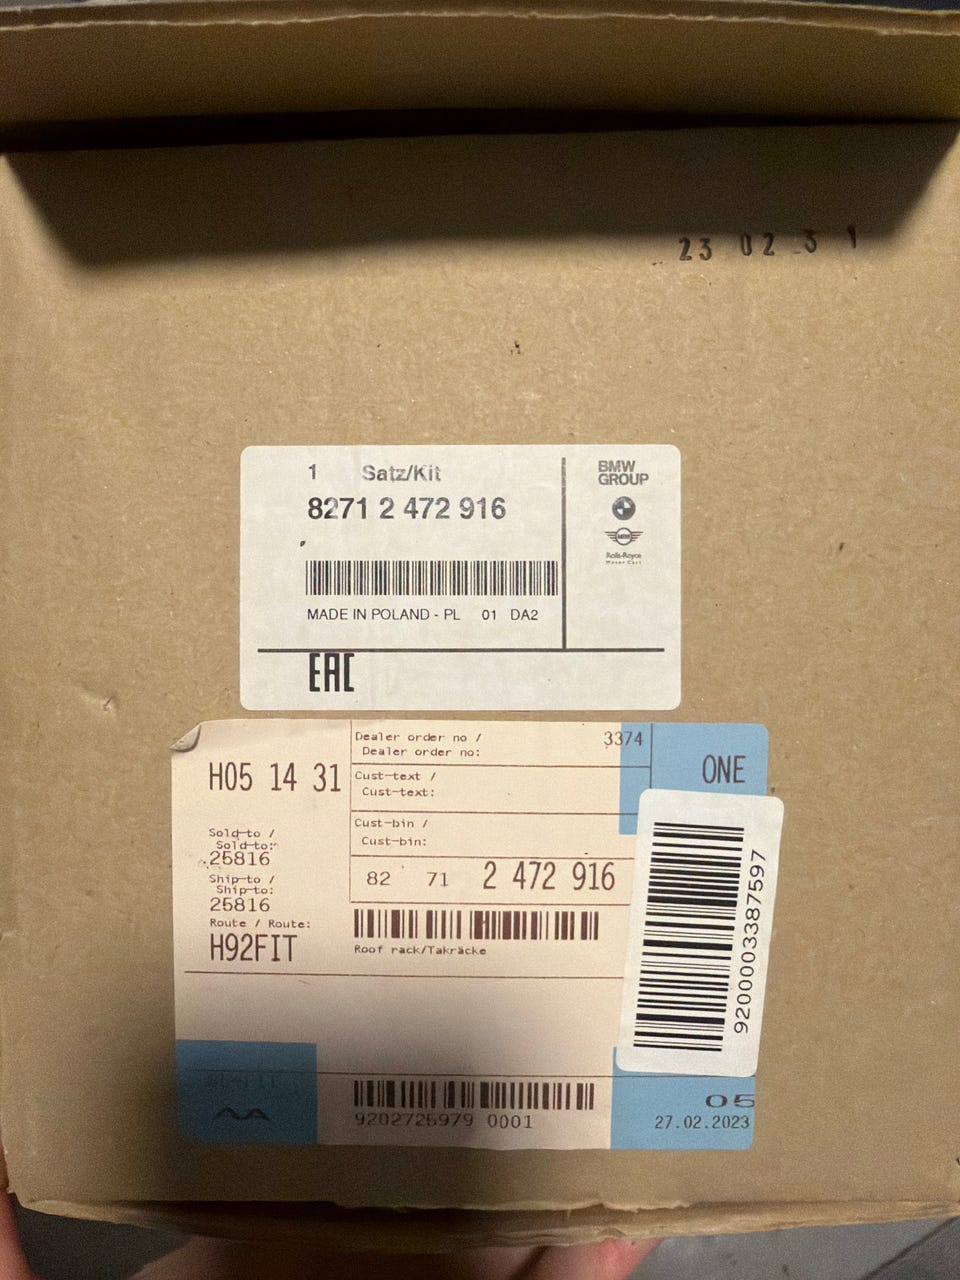 23 02 3 1
1 Satz/Kit
8271 2 472 916
MADE IN POLAND - PL 01 DA2
EAC
BMW
GROUP
MINI
Rolls-Royce
Motor Cars
Dealer order no /
Dealer order no:
3374
ONE
H05 14 31
Cust-text /
Cust-text:
Cust-bin /
Cust-bin:
Sold-to /
Sold-to:
25816
Ship-to /
Ship-to:
25816
Route / Route:
H92FIT
82 71 2 472 916
Roof rack/Takräcke
9200003387597
AA
9202725979 0001
05
27.02.2023